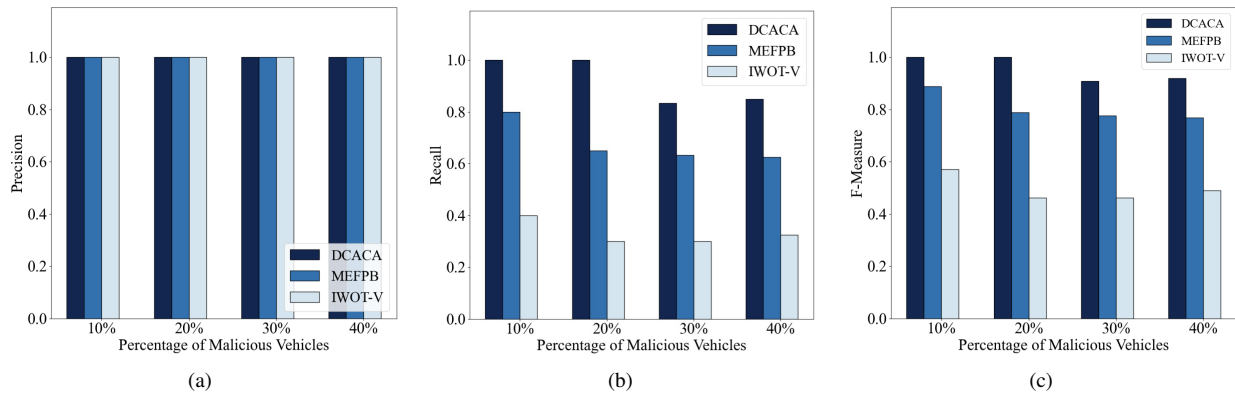 Precision
1.0
0.8
0.6
0.4
0.2
0.0
DCACA
MEFPB
IWOT-V
10% 20% 30% 40%
Percentage of Malicious Vehicles
(a)
Recall
1.0
0.8
0.6
0.4
0.2
0.0
DCACA
MEFPB
IWOT-V
10% 20% 30% 40%
Percentage of Malicious Vehicles
(b)
F-Measure
1.0
0.8
0.6
0.4
0.2
0.0
DCACA
MEFPB
IWOT-V
10% 20% 30% 40%
Percentage of Malicious Vehicles
(c)